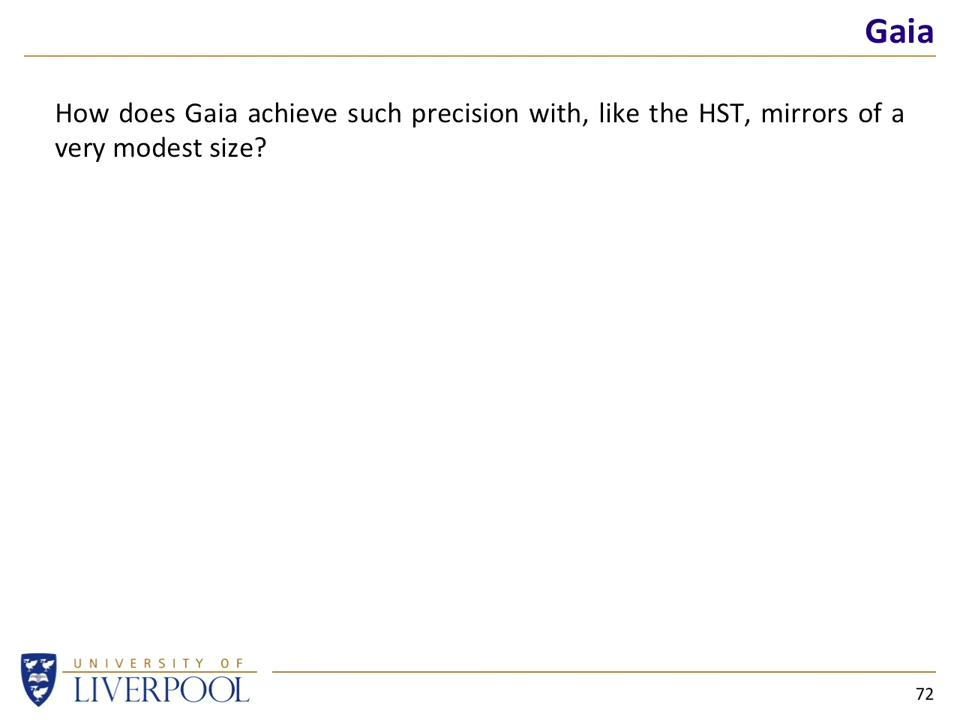 Gaia
How does Gaia achieve such precision with, like the HST, mirrors of a
very modest size?
UNIVERSITY OF
LIVERPOOL
72